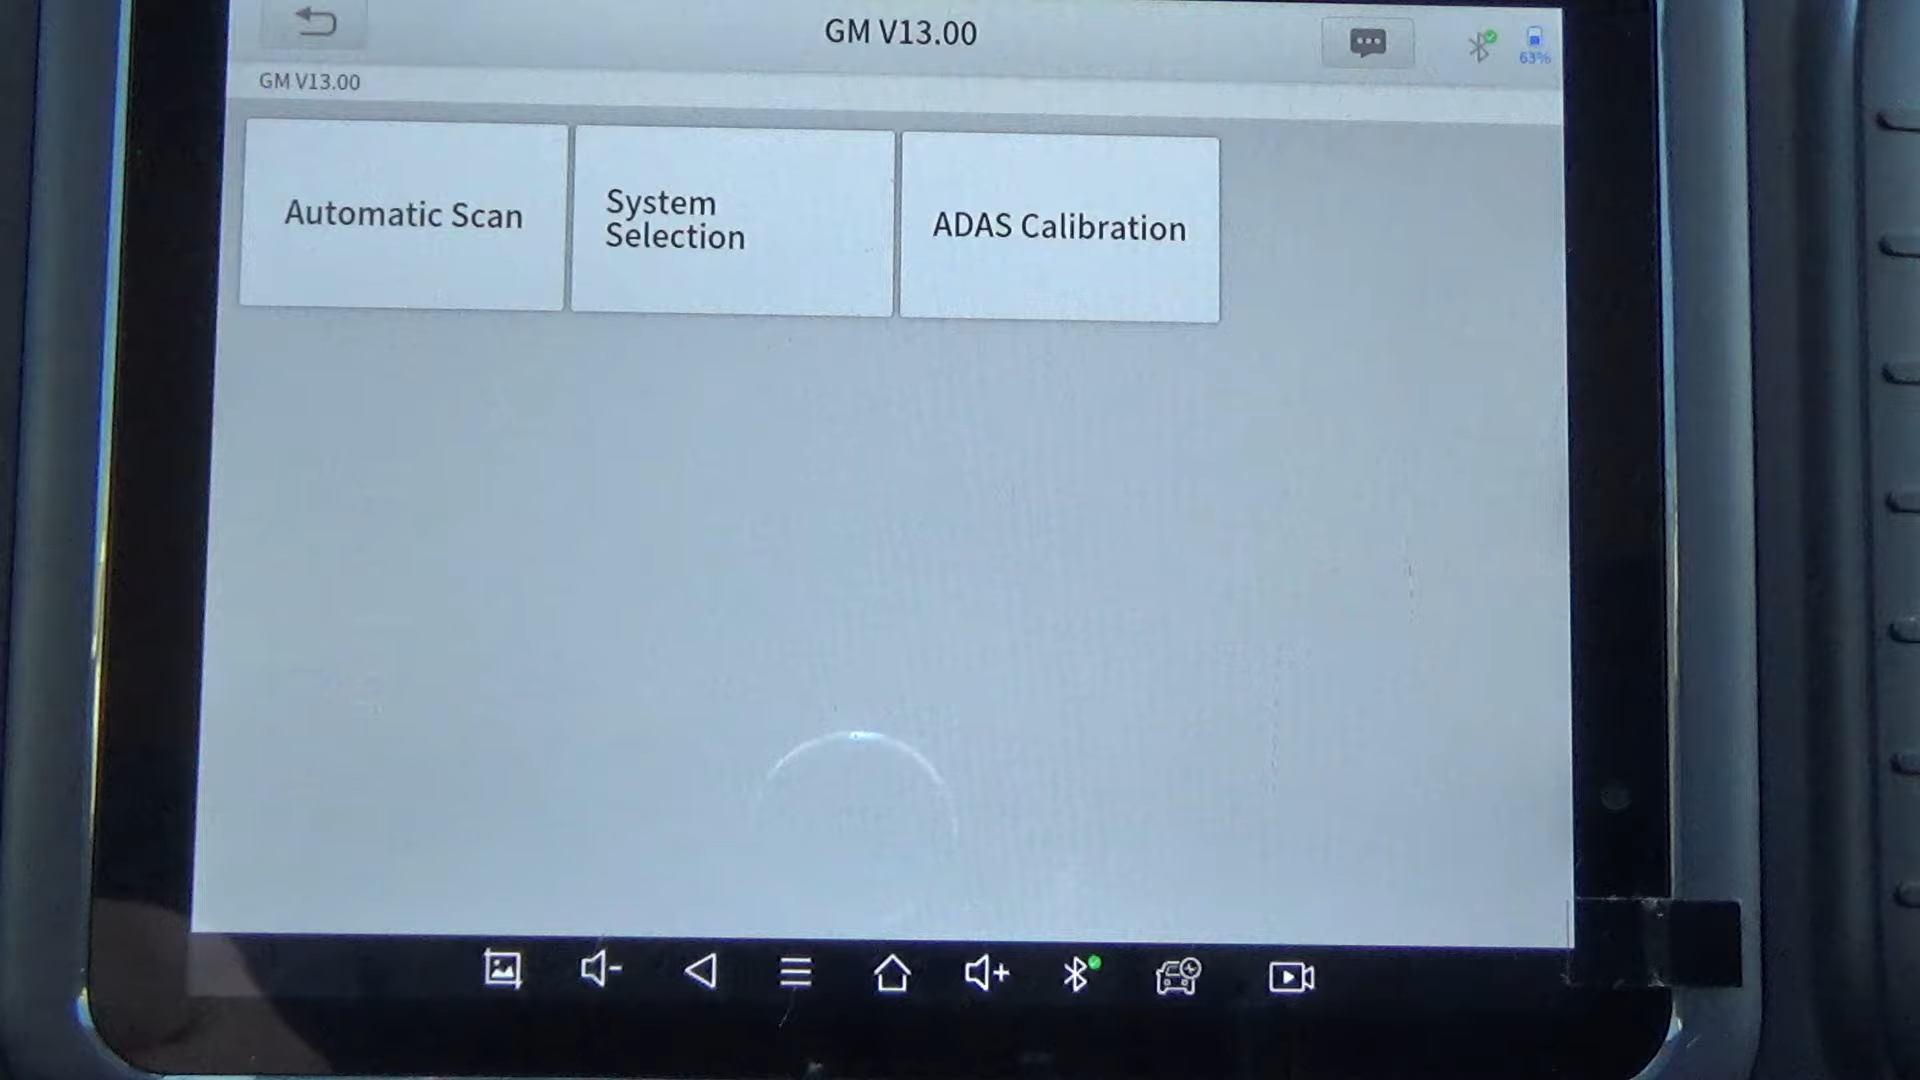 GM V13.00
63%
GM V13.00
Automatic Scan
System
Selection
ADAS Calibration